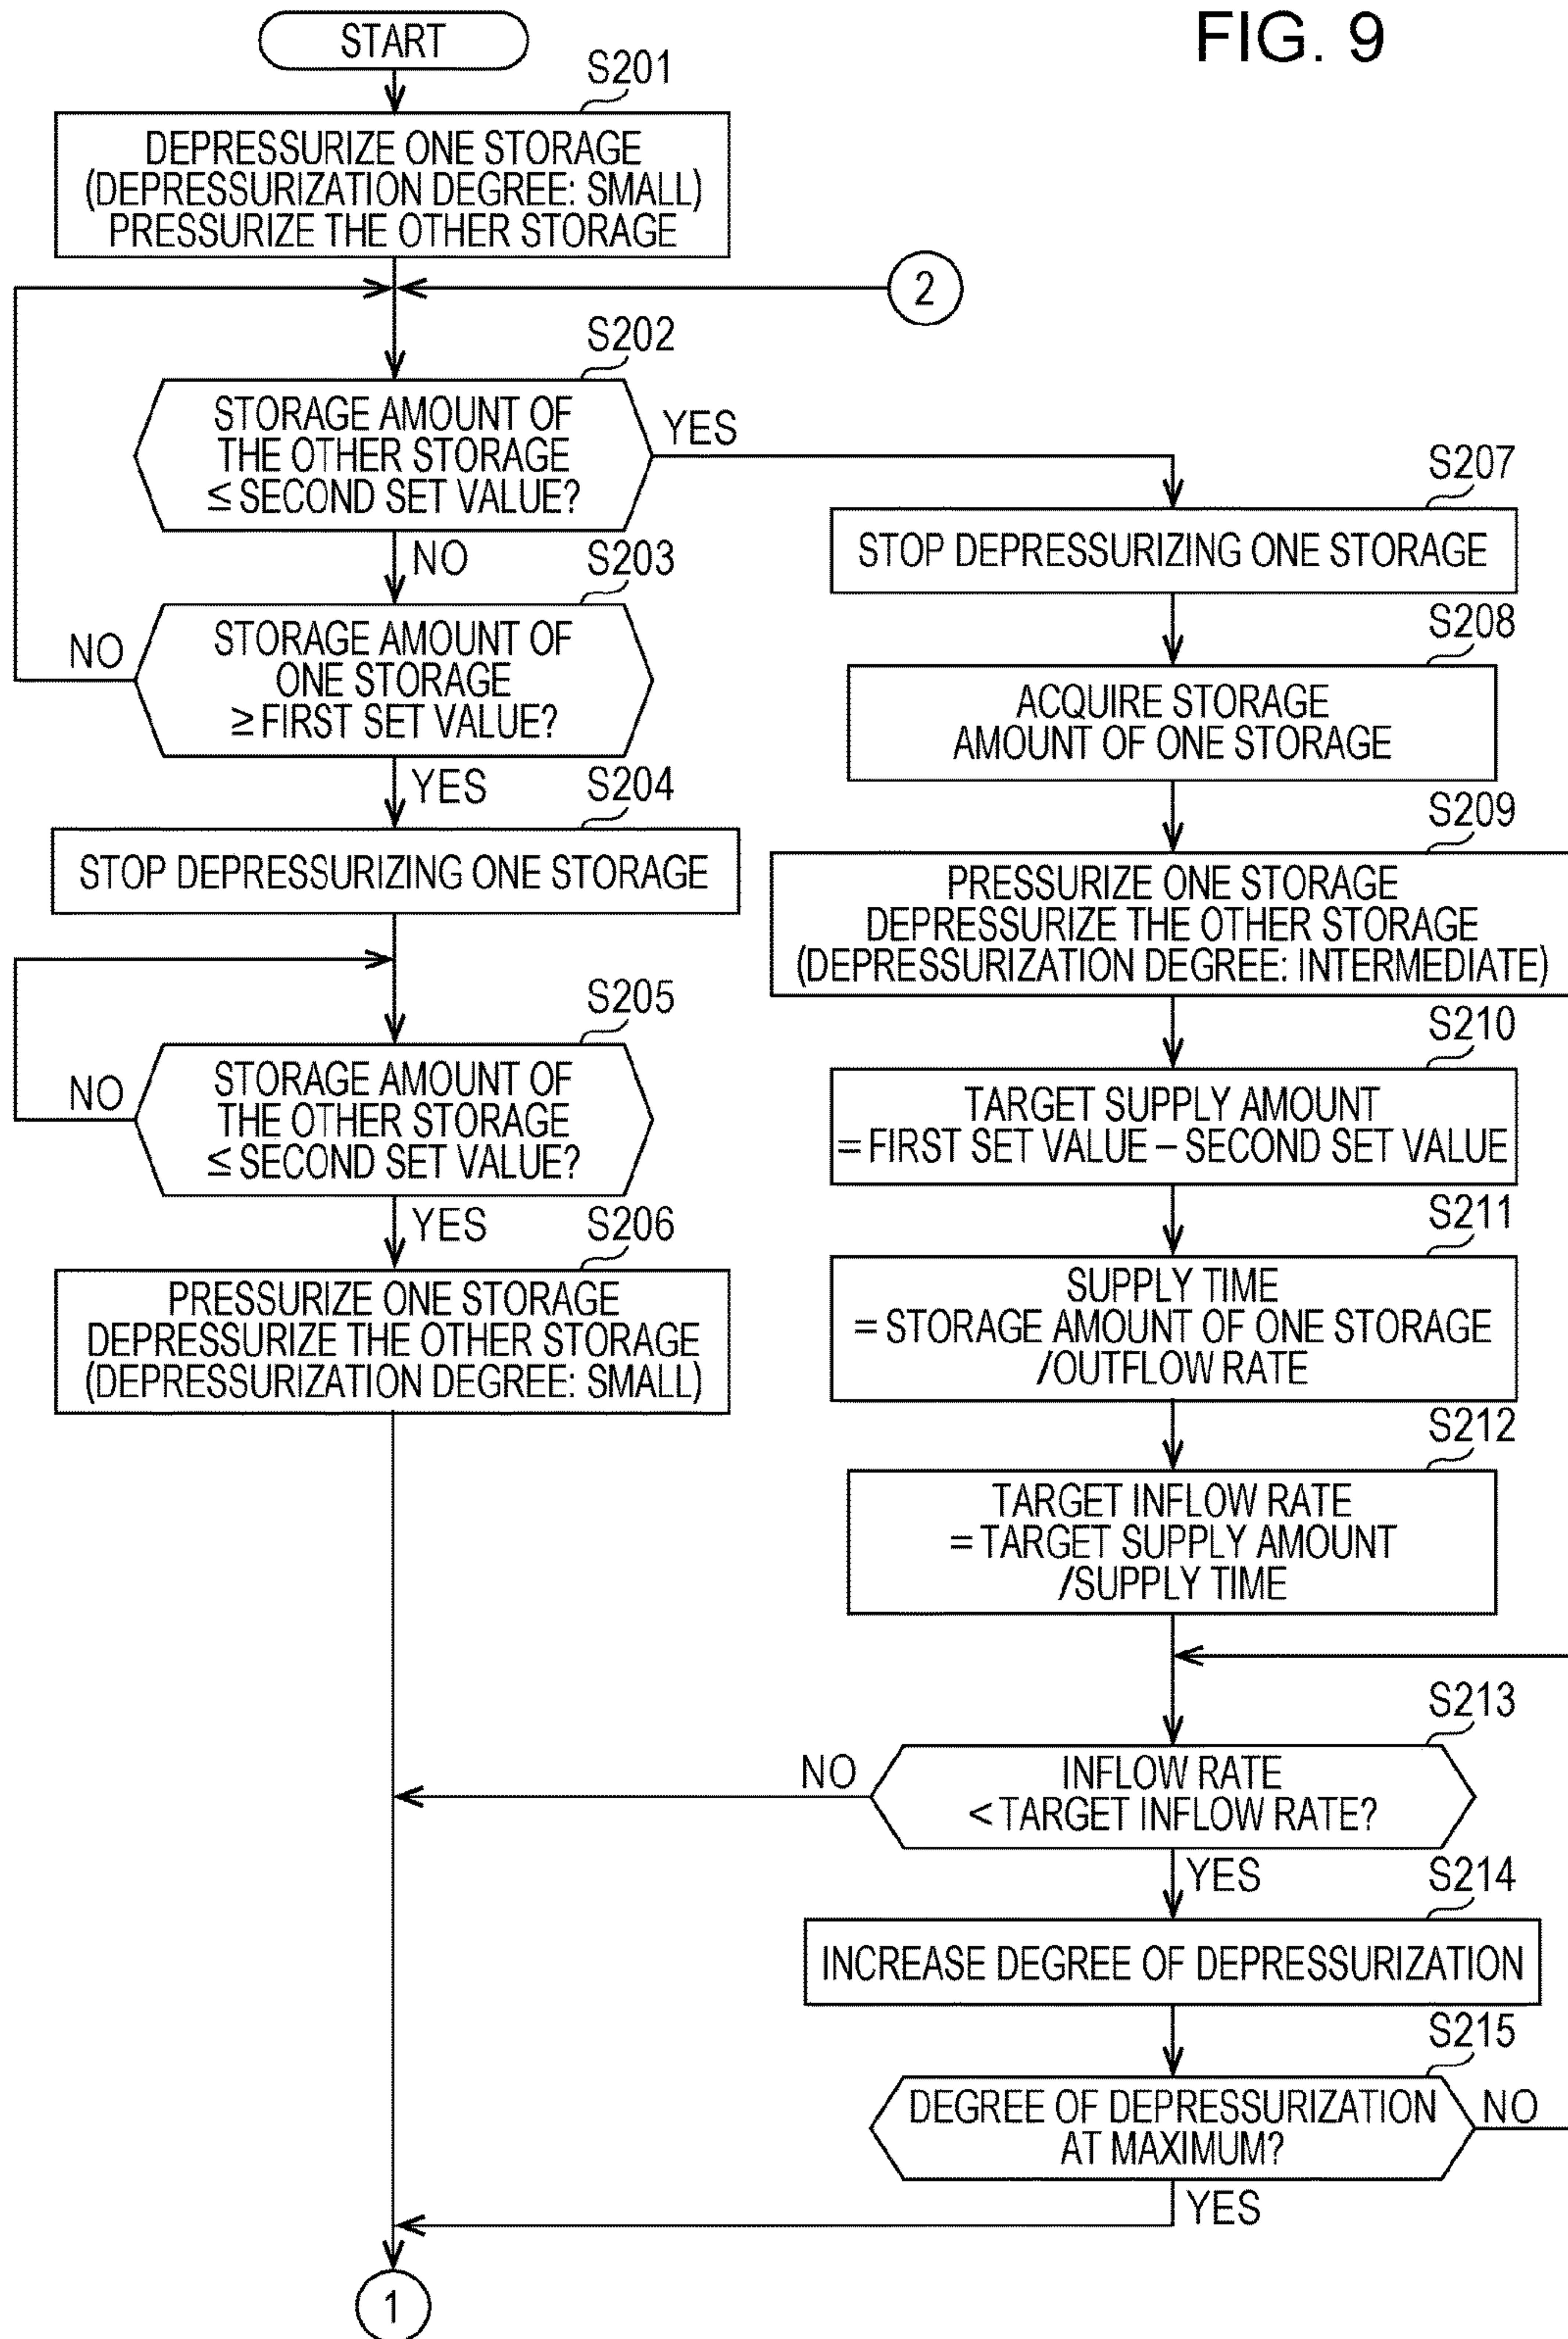 FIG. 9
START
S201
DEPRESSURIZE ONE STORAGE
(DEPRESSURIZATION DEGREE: SMALL)
PRESSURIZE THE OTHER STORAGE
2
S202
STORAGE AMOUNT OF
THE OTHER STORAGE
≤ SECOND SET VALUE?
YES
NO
S203
STORAGE AMOUNT OF
ONE STORAGE
≥ FIRST SET VALUE?
NO
YES
S204
STOP DEPRESSURIZING ONE STORAGE
S205
STORAGE AMOUNT OF
THE OTHER STORAGE
≤ SECOND SET VALUE?
NO
YES
S206
PRESSURIZE ONE STORAGE
DEPRESSURIZE THE OTHER STORAGE
(DEPRESSURIZATION DEGREE: SMALL)
S207
STOP DEPRESSURIZING ONE STORAGE
S208
ACQUIRE STORAGE
AMOUNT OF ONE STORAGE
S209
PRESSURIZE ONE STORAGE
DEPRESSURIZE THE OTHER STORAGE
(DEPRESSURIZATION DEGREE: INTERMEDIATE)
S210
TARGET SUPPLY AMOUNT
= FIRST SET VALUE – SECOND SET VALUE
S211
SUPPLY TIME
= STORAGE AMOUNT OF ONE STORAGE
/OUTFLOW RATE
S212
TARGET INFLOW RATE
= TARGET SUPPLY AMOUNT
/SUPPLY TIME
S213
INFLOW RATE
< TARGET INFLOW RATE?
NO
YES
S214
INCREASE DEGREE OF DEPRESSURIZATION
S215
DEGREE OF DEPRESSURIZATION
AT MAXIMUM?
NO
YES
1